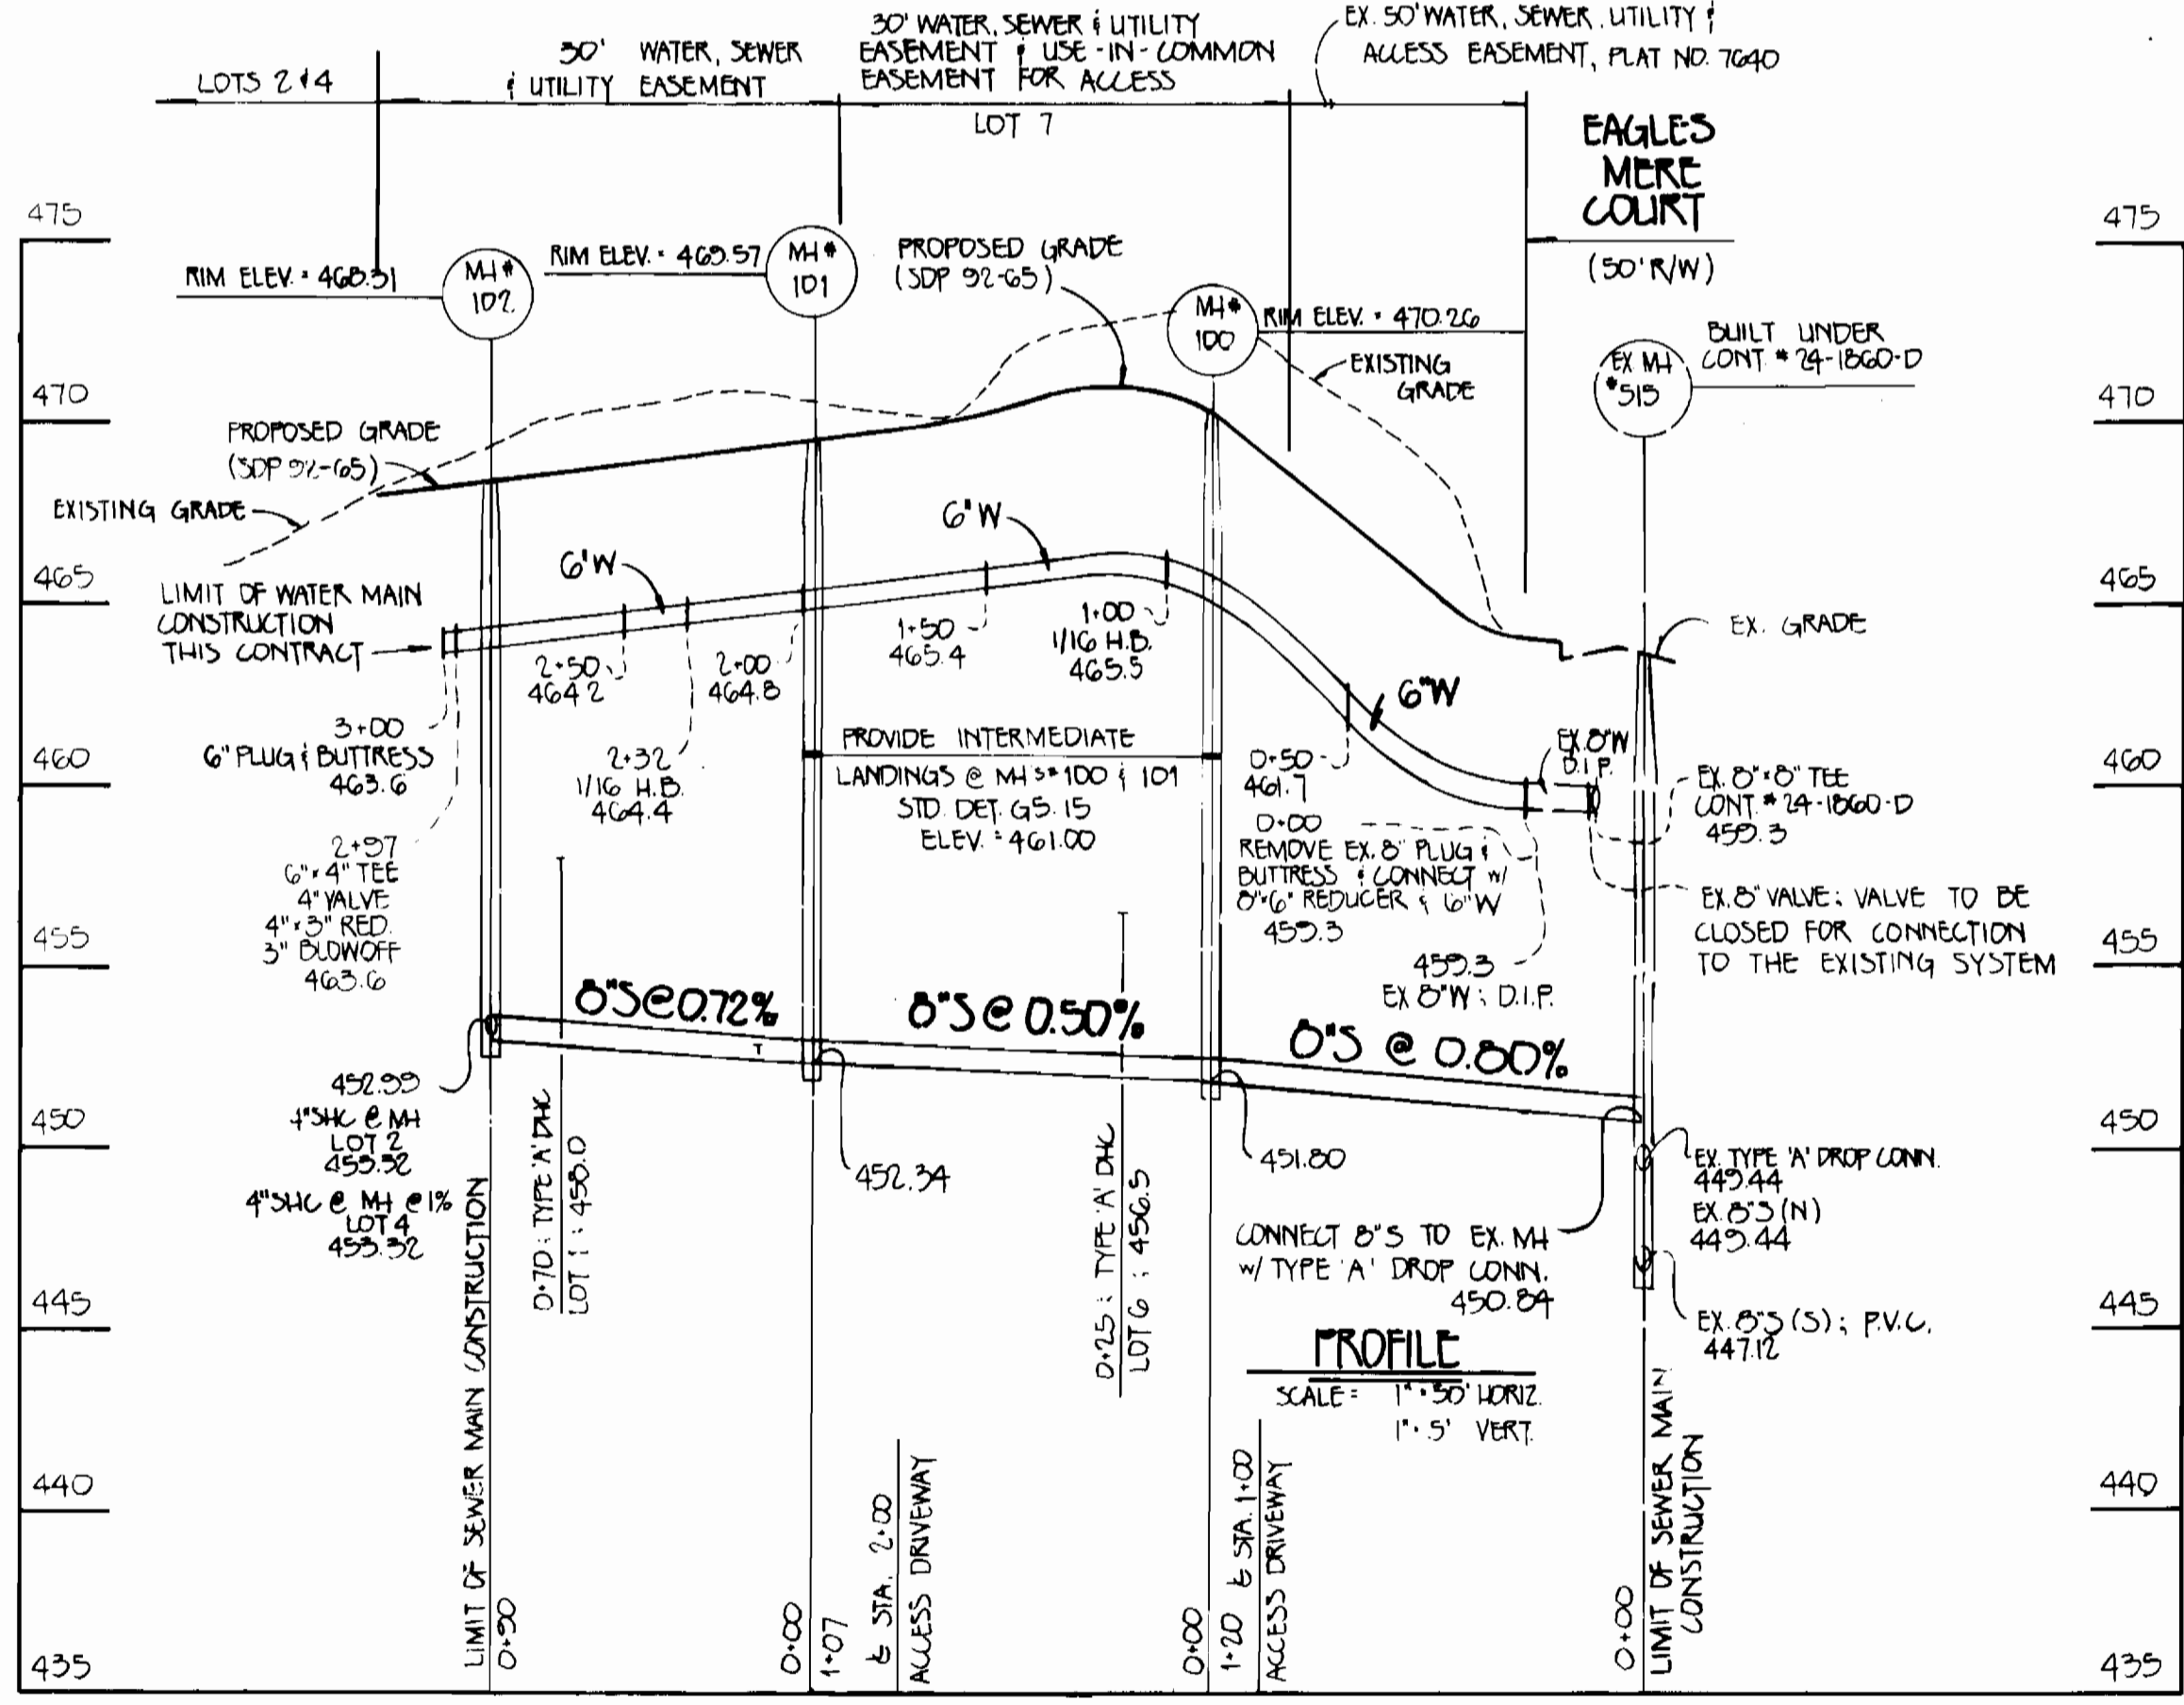 LOTS 2 & 4
30' WATER, SEWER
& UTILITY EASEMENT
30' WATER, SEWER & UTILITY
EASEMENT & USE-IN-COMMON
EASEMENT FOR ACCESS
LOT 7
EX. 50' WATER, SEWER, UTILITY &
ACCESS EASEMENT, PLAT NO. 7640
EAGLES
MERE
COURT
(50' R/W)
475
475
RIM ELEV. = 468.31
MH #
102
RIM ELEV. = 469.57
MH #
101
PROPOSED GRADE
(SDP 92-65)
MH #
100
RIM ELEV. = 470.26
EXISTING
GRADE
EX MH
#515
BUILT UNDER
CONT. # 24-1860-D
470
470
PROPOSED GRADE
(SDP 92-65)
EXISTING GRADE
6"W
6"W
465
465
LIMIT OF WATER MAIN
CONSTRUCTION
THIS CONTRACT
2+50
464.2
2+00
464.8
1+50
465.4
1+00
1/16 H.B.
465.5
EX. GRADE
6"W
3+00
6" PLUG & BUTTRESS
463.6
2+32
1/16 H.B.
464.4
PROVIDE INTERMEDIATE
LANDINGS @ MH'S # 100 & 101
STD. DET. G5.15
ELEV. = 461.00
0+50
461.7
EX. 8"W
D.I.P.
460
460
EX. 8"x8" TEE
CONT. # 24-1860-D
459.3
2+97
6"x4" TEE
4" VALVE
4"x3" RED.
3" BLOWOFF
463.6
0+00
REMOVE EX. 8" PLUG &
BUTTRESS & CONNECT W/
8"x6" REDUCER & 6"W
459.3
459.3
EX 8"W; D.I.P.
EX. 8" VALVE; VALVE TO BE
CLOSED FOR CONNECTION
TO THE EXISTING SYSTEM
455
455
8"S @ 0.72%
8"S @ 0.50%
8"S @ 0.80%
452.99
4"SHC @ MH
LOT 2
453.32
4"SHC @ MH @ 1%
LOT 4
453.32
450
450
452.34
451.80
0+70 : TYPE 'A' DHC
LOT 1 : 458.0
0+25 : TYPE 'A' DHC
LOT 6 : 456.5
CONNECT 8"S TO EX. MH
W/ TYPE 'A' DROP CONN.
450.84
EX. TYPE 'A' DROP CONN.
449.44
EX. 8"S (N)
449.44
EX. 8"S (S); P.V.C.
447.12
445
445
PROFILE
SCALE = 1" = 30' HORIZ.
1" = 5' VERT.
440
440
LIMIT OF SEWER MAIN CONSTRUCTION
0+90
0+00
1+07
℄ STA. 2+00
ACCESS DRIVEWAY
0+00
1+20
℄ STA. 1+00
ACCESS DRIVEWAY
0+00
LIMIT OF SEWER MAIN
CONSTRUCTION
435
435